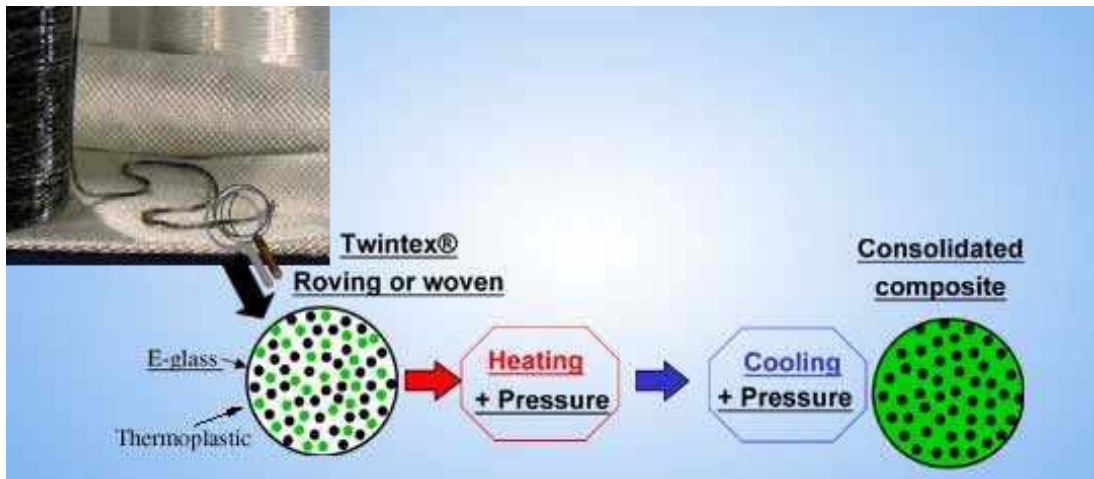 Twintex®
Roving or woven
Consolidated
composite
E-glass
Thermoplastic
Heating
+ Pressure
Cooling
+ Pressure